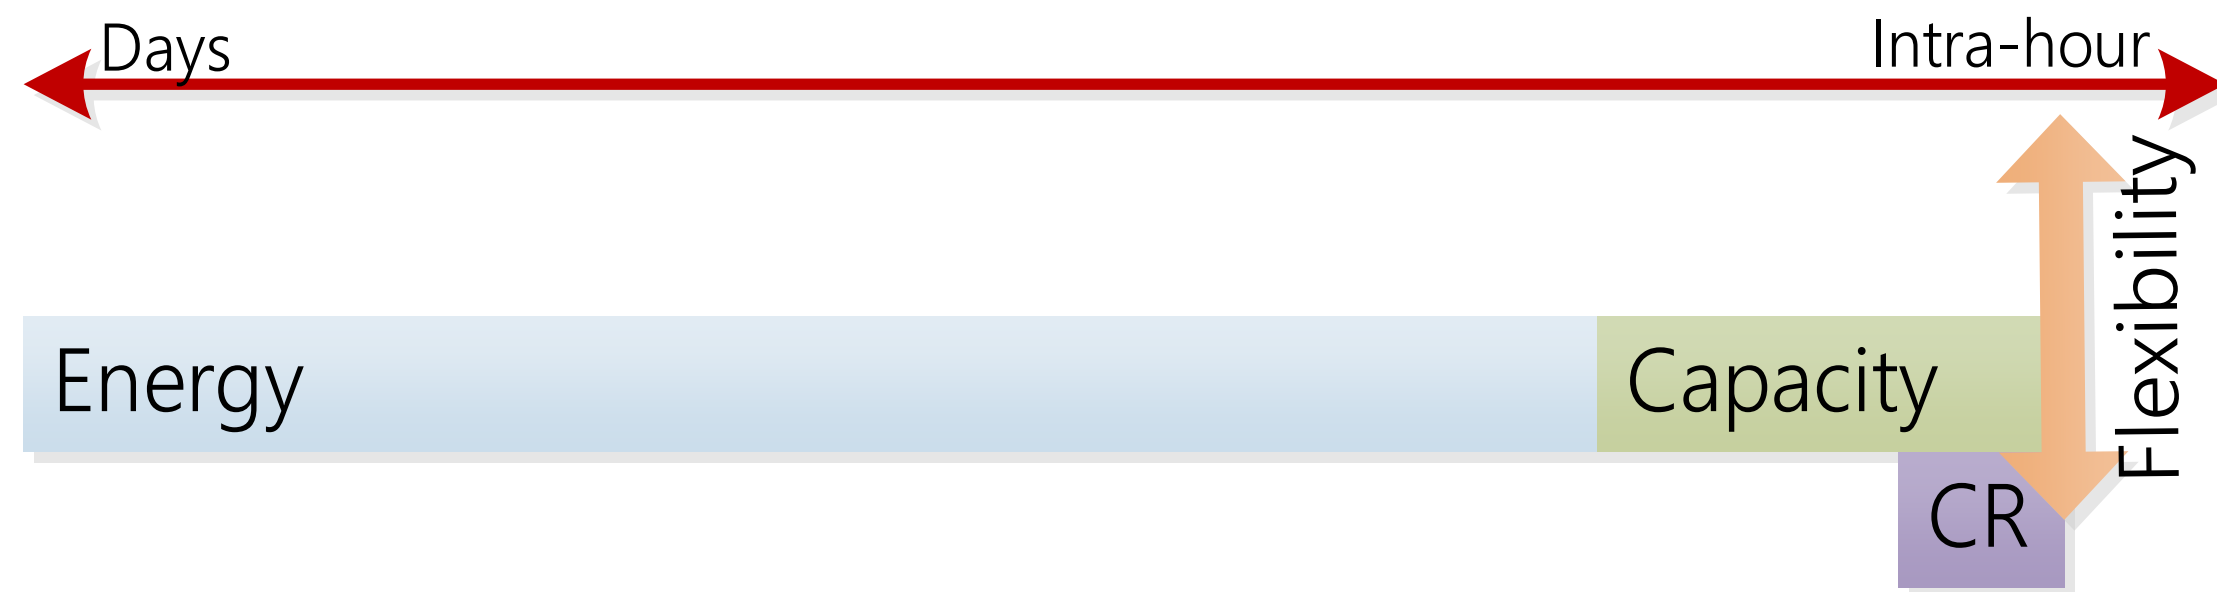 Days
Intra-hour
Flexibility
Energy
Capacity
CR